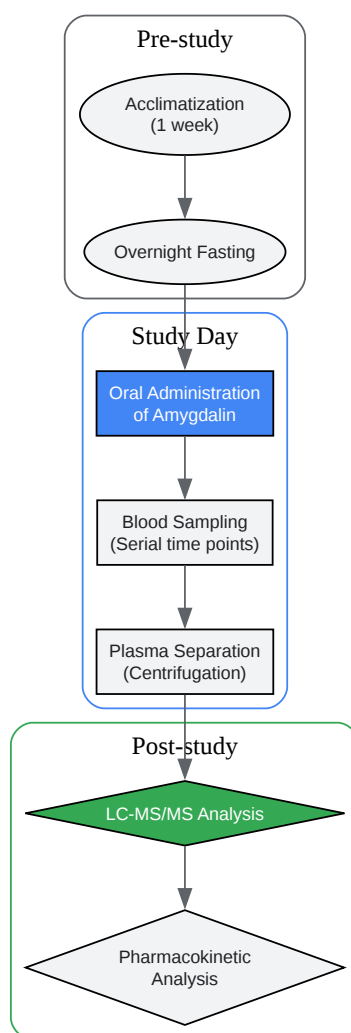 Pre-study
Acclimatization
(1 week)
Overnight Fasting
Study Day
Oral Administration
of Amygdalin
Blood Sampling
(Serial time points)
Plasma Separation
(Centrifugation)
Post-study
LC-MS/MS Analysis
Pharmacokinetic
Analysis